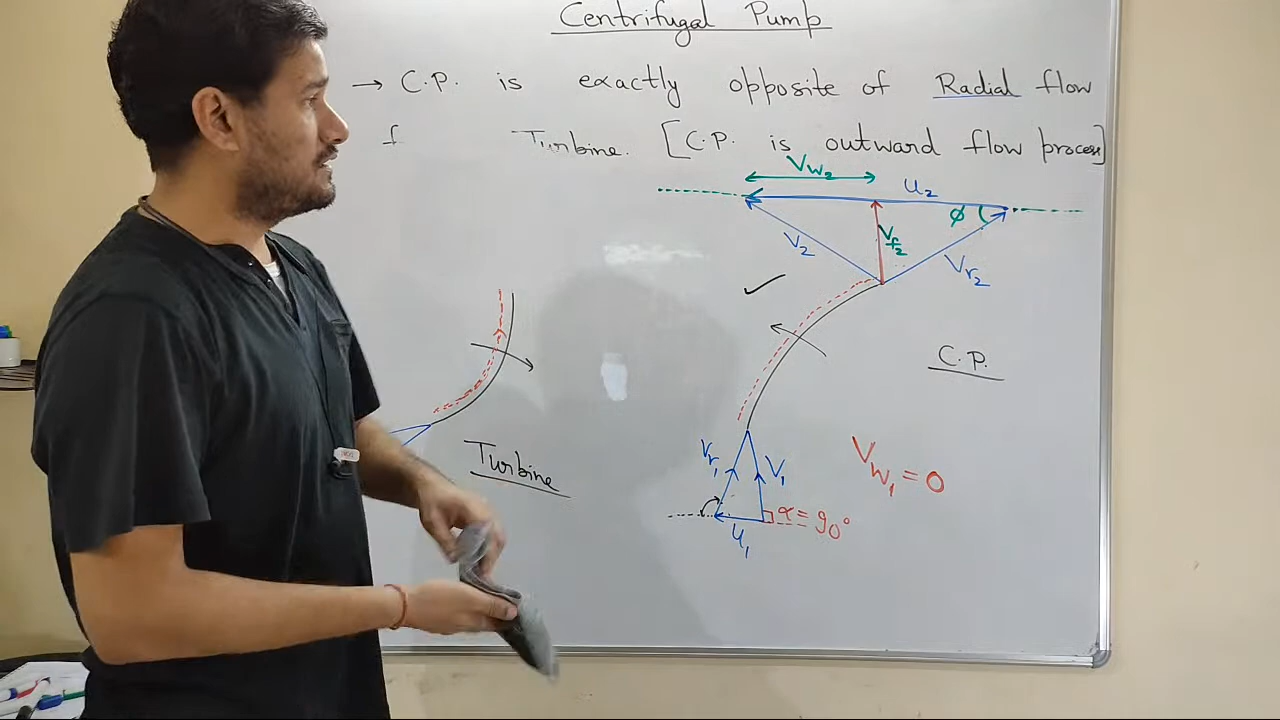 Centrifugal Pump
→ C.P. is exactly opposite of Radial flow
Turbine. [C.P. is outward flow process]
Vw₂
u₂
φ
V₂
Vf₂
Vr₂
✓
C.P.
Turbine
Vr₁
V₁
Vw₁ = 0
α = 90°
u₁